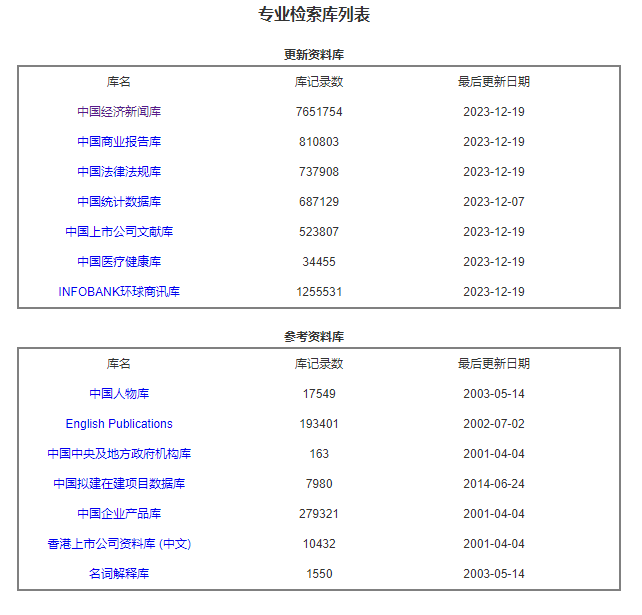 专业检索库列表
更新资料库
库名 库记录数 最后更新日期
中国经济新闻库 7651754 2023-12-19
中国商业报告库 810803 2023-12-19
中国法律法规库 737908 2023-12-19
中国统计数据库 687129 2023-12-07
中国上市公司文献库 523807 2023-12-19
中国医疗健康库 34455 2023-12-19
INFOBANK环球商讯库 1255531 2023-12-19
参考资料库
库名 库记录数 最后更新日期
中国人物库 17549 2003-05-14
English Publications 193401 2002-07-02
中国中央及地方政府机构库 163 2001-04-04
中国拟建在建项目数据库 7980 2014-06-24
中国企业产品库 279321 2001-04-04
香港上市公司资料库 (中文) 10432 2001-04-04
名词解释库 1550 2003-05-14